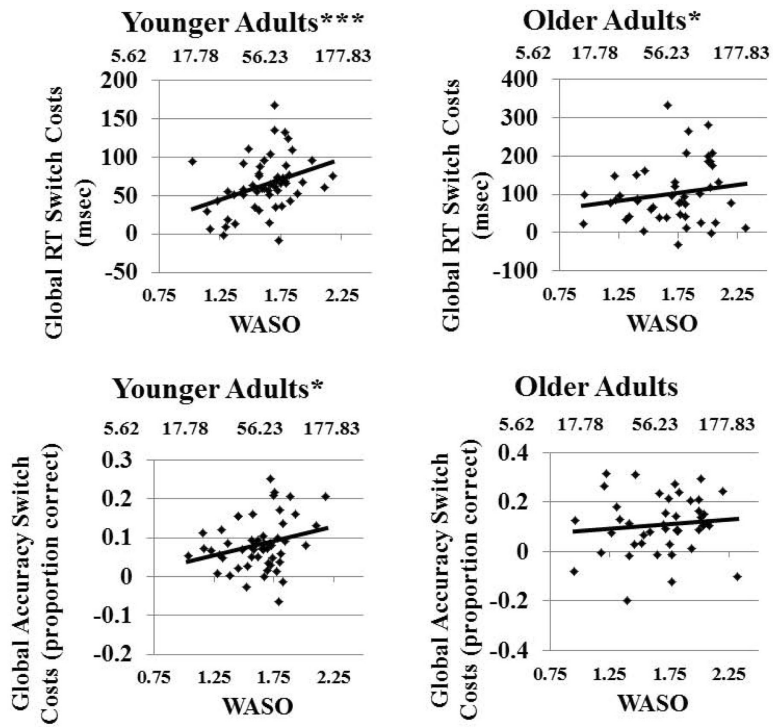 Younger Adults***
5.62 17.78 56.23 177.83
Global RT Switch Costs
(msec)
200
150
100
50
0
-50
0.75 1.25 1.75 2.25
WASO
Older Adults*
5.62 17.78 56.23 177.83
Global RT Switch Costs
(msec)
400
300
200
100
0
-100
0.75 1.25 1.75 2.25
WASO
Younger Adults*
5.62 17.78 56.23 177.83
Global Accuracy Switch
Costs (proportion correct)
0.3
0.2
0.1
0
-0.1
-0.2
0.75 1.25 1.75 2.25
WASO
Older Adults
5.62 17.78 56.23 177.83
Global Accuracy Switch
Costs (proportion correct)
0.4
0.2
0
-0.2
-0.4
0.75 1.25 1.75 2.25
WASO